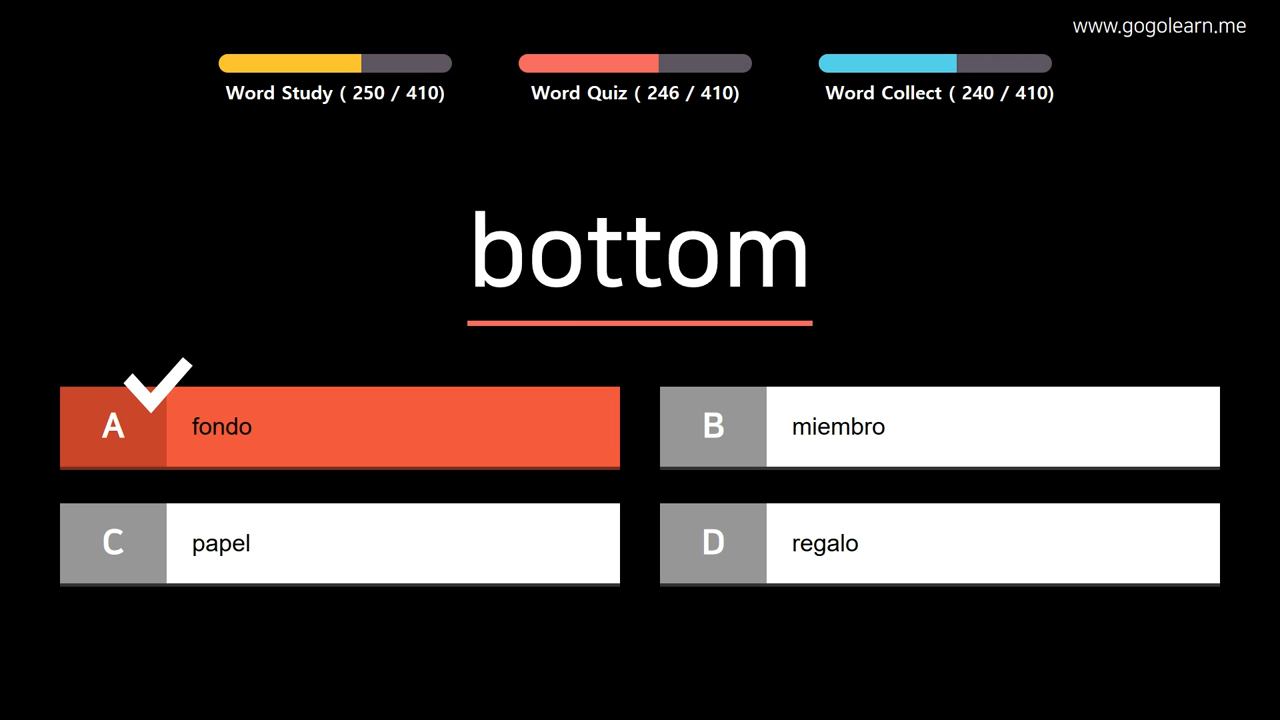 www.gogolearn.me
Word Study ( 250 / 410)
Word Quiz ( 246 / 410)
Word Collect ( 240 / 410)
bottom
A fondo
B miembro
C papel
D regalo